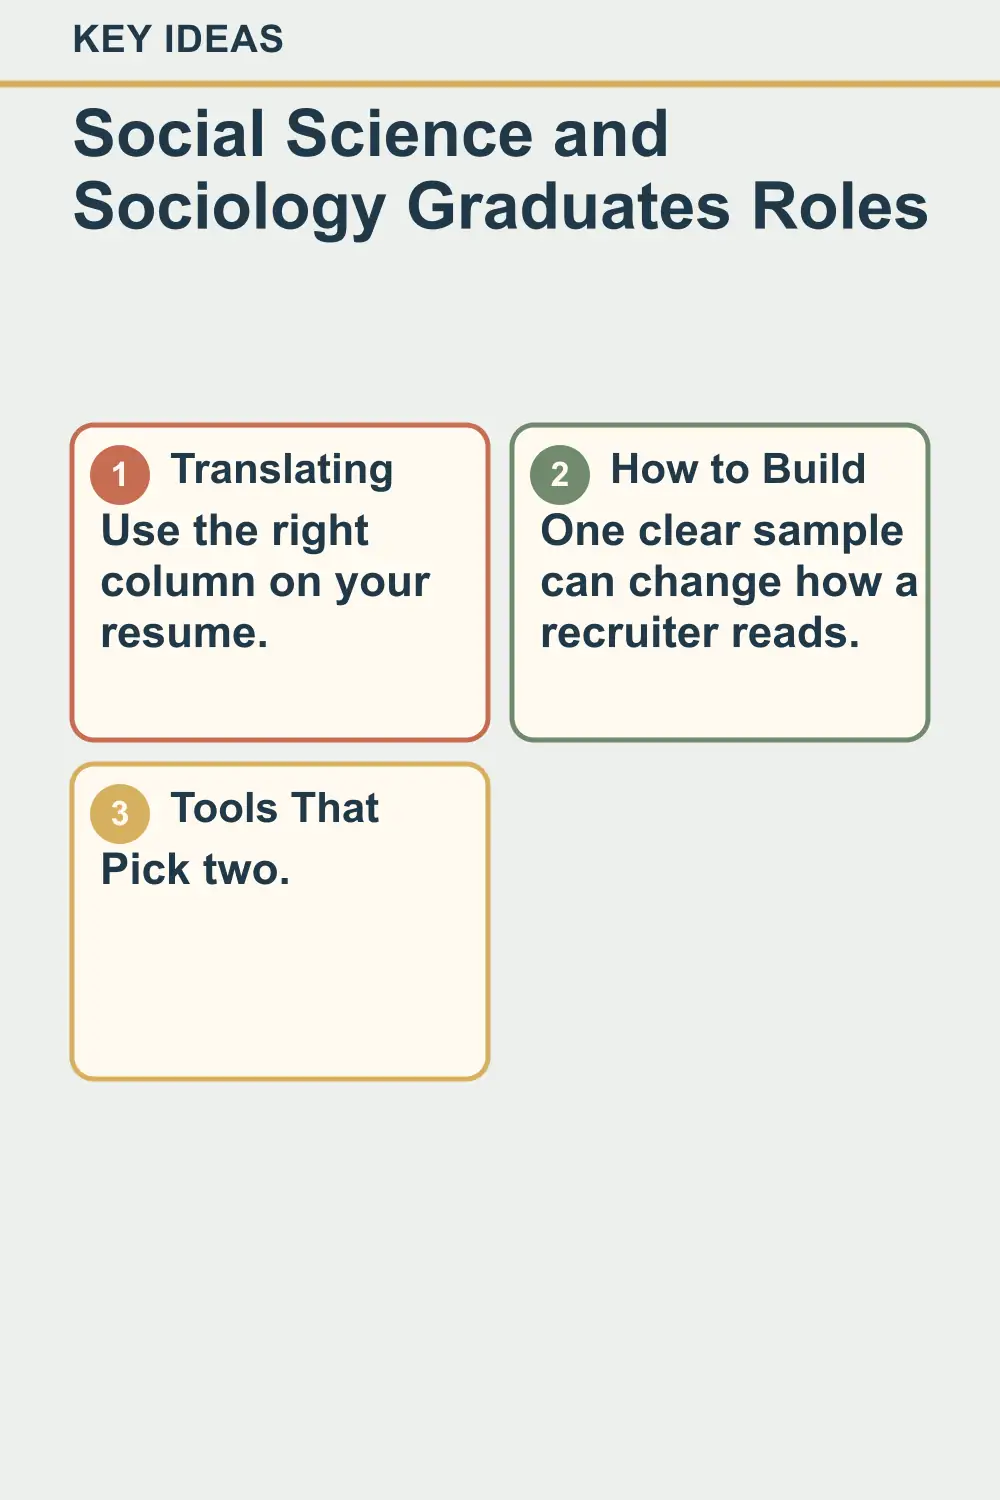 KEY IDEAS
Social Science and
Sociology Graduates Roles
1 Translating
Use the right
column on your
resume.
2 How to Build
One clear sample
can change how a
recruiter reads.
3 Tools That
Pick two.